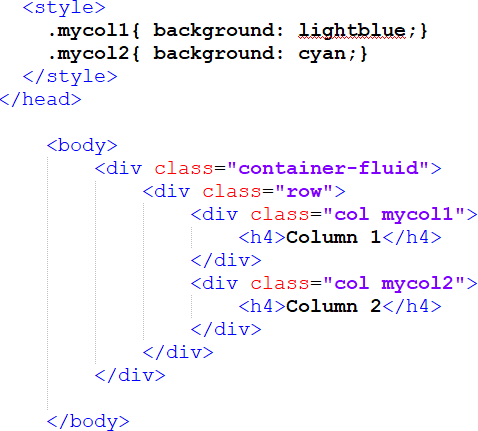 <style>
.mycol1{ background: lightblue;}
.mycol2{ background: cyan;}
</style>
</head>
<body>
<div class="container-fluid">
<div class="row">
<div class="col mycol1">
<h4>Column 1</h4>
</div>
<div class="col mycol2">
<h4>Column 2</h4>
</div>
</div>
</div>
</body>